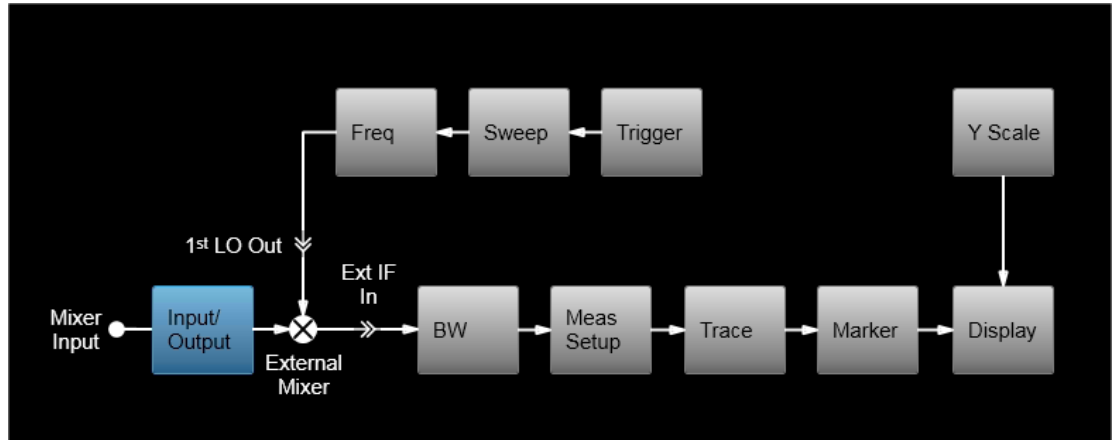 Freq
Sweep
Trigger
Y Scale
1st LO Out
Ext IF
In
Mixer
Input
Input/
Output
External
Mixer
BW
Meas
Setup
Trace
Marker
Display